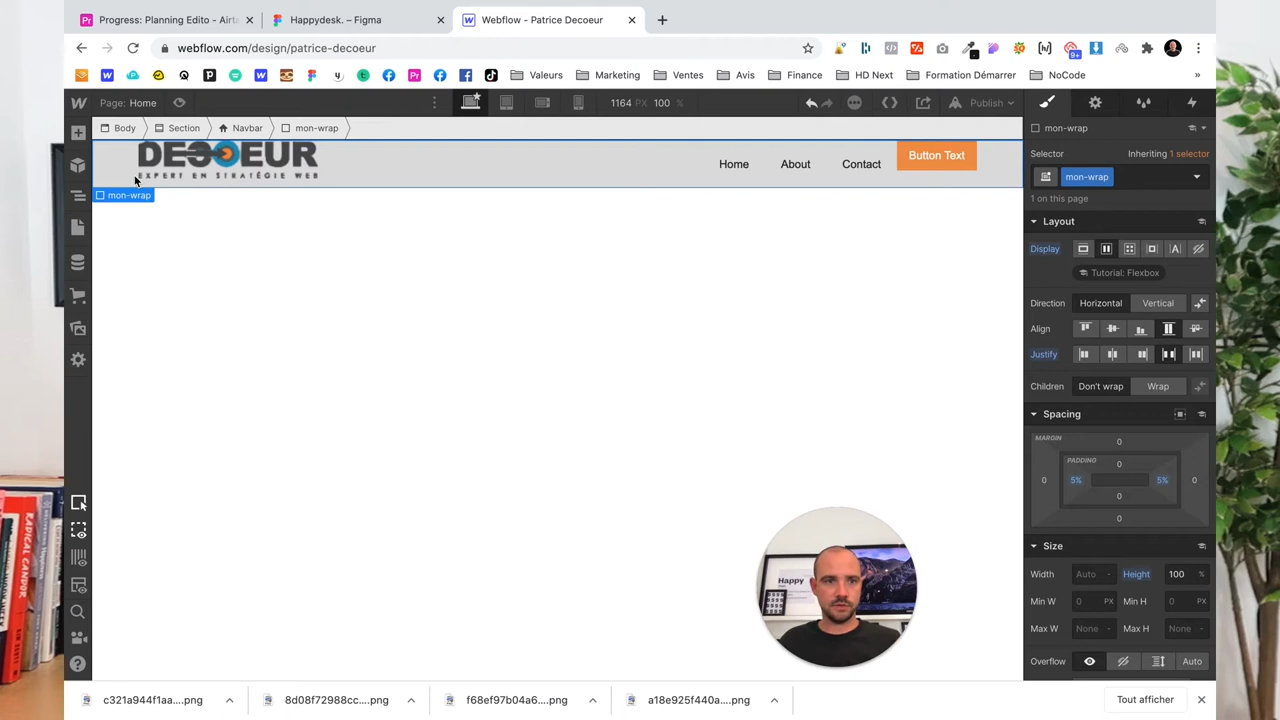 Progress: Planning Edito - Airta
Happydesk. – Figma
Webflow - Patrice Decoeur
webflow.com/design/patrice-decoeur
9+
Valeurs
Marketing
Ventes
Avis
Finance
HD Next
Formation Démarrer
NoCode
»
Page: Home
1164 PX 100 %
Publish
Body
Section
Navbar
mon-wrap
mon-wrap
Selector
Inheriting 1 selector
mon-wrap
1 on this page
DECOEUR
EXPERT EN STRATÉGIE WEB
Home
About
Contact
Button Text
mon-wrap
Layout
Display
Tutorial: Flexbox
Direction
Horizontal
Vertical
Align
Justify
Children
Don't wrap
Wrap
Spacing
MARGIN
0
PADDING
0
0
5%
5%
0
0
0
Size
Width
Auto -
Height
100 %
Min W
0 PX
Min H
0 PX
Max W
None -
Max H
None -
Overflow
Auto
Happy
RADICAL CANDOR
c321a944f1aa....png
8d08f72988cc....png
f68ef97b04a6....png
a18e925f440a....png
Tout afficher